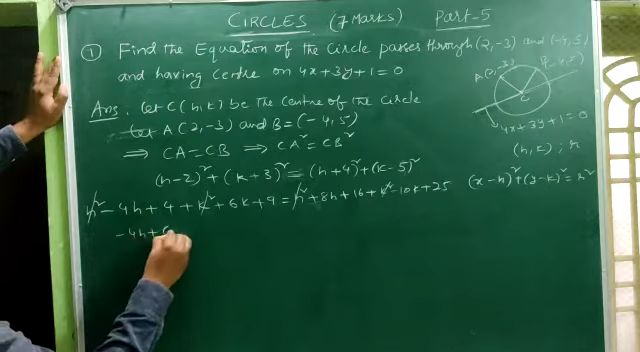 CIRCLES (7 Marks) Part-5
① Find the Equation of the Circle passes through (2,-3) and (-4,5)
and having centre on 4x+3y+1=0
Ans. Let C(h,k) be the centre of the circle
Let A(2,-3) and B=(-4,5)
⇒ CA=CB ⇒ CA²=CB²
(h-2)²+(k+3)²=(h+4)²+(k-5)²
h²-4h+4+k²+6k+9=h²+8h+16+k²-10k+25
-4h+6
C
4x+3y+1=0
(h,k); r
(x-h)²+(y-k)²=r²